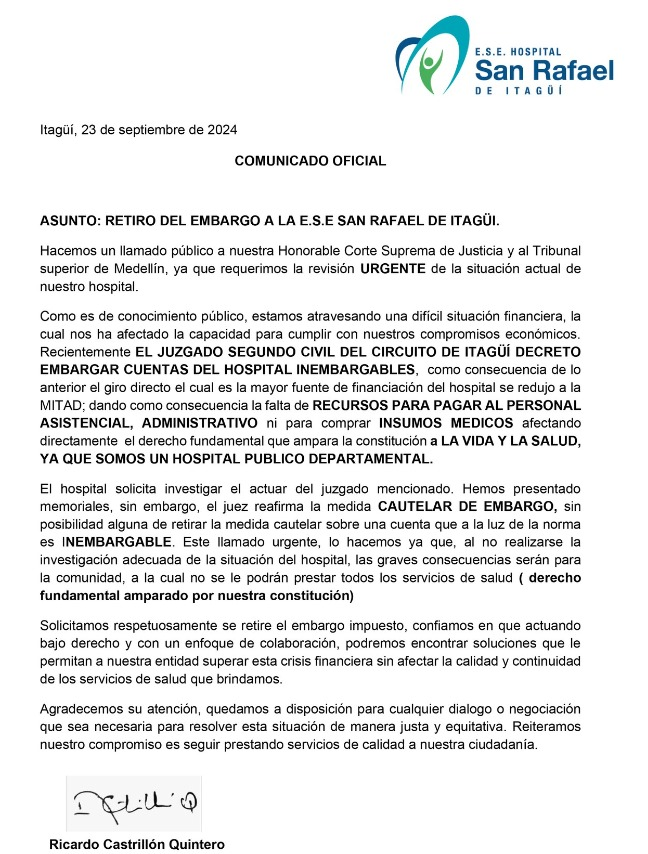 E.S.E. HOSPITAL
San Rafael
DE ITAGÜÍ
Itagüí, 23 de septiembre de 2024
COMUNICADO OFICIAL
ASUNTO: RETIRO DEL EMBARGO A LA E.S.E SAN RAFAEL DE ITAGÜI.
Hacemos un llamado público a nuestra Honorable Corte Suprema de Justicia y al Tribunal
superior de Medellín, ya que requerimos la revisión URGENTE de la situación actual de
nuestro hospital.
Como es de conocimiento público, estamos atravesando una difícil situación financiera, la
cual nos ha afectado la capacidad para cumplir con nuestros compromisos económicos.
Recientemente EL JUZGADO SEGUNDO CIVIL DEL CIRCUITO DE ITAGÜÍ DECRETO
EMBARGAR CUENTAS DEL HOSPITAL INEMBARGABLES, como consecuencia de lo
anterior el giro directo el cual es la mayor fuente de financiación del hospital se redujo a la
MITAD; dando como consecuencia la falta de RECURSOS PARA PAGAR AL PERSONAL
ASISTENCIAL, ADMINISTRATIVO ni para comprar INSUMOS MEDICOS afectando
directamente el derecho fundamental que ampara la constitución a LA VIDA Y LA SALUD,
YA QUE SOMOS UN HOSPITAL PUBLICO DEPARTAMENTAL.
El hospital solicita investigar el actuar del juzgado mencionado. Hemos presentado
memoriales, sin embargo, el juez reafirma la medida CAUTELAR DE EMBARGO, sin
posibilidad alguna de retirar la medida cautelar sobre una cuenta que a la luz de la norma
es INEMBARGABLE. Este llamado urgente, lo hacemos ya que, al no realizarse la
investigación adecuada de la situación del hospital, las graves consecuencias serán para
la comunidad, a la cual no se le podrán prestar todos los servicios de salud ( derecho
fundamental amparado por nuestra constitución)
Solicitamos respetuosamente se retire el embargo impuesto, confiamos en que actuando
bajo derecho y con un enfoque de colaboración, podremos encontrar soluciones que le
permitan a nuestra entidad superar esta crisis financiera sin afectar la calidad y continuidad
de los servicios de salud que brindamos.
Agradecemos su atención, quedamos a disposición para cualquier dialogo o negociación
que sea necesaria para resolver esta situación de manera justa y equitativa. Reiteramos
nuestro compromiso es seguir prestando servicios de calidad a nuestra ciudadanía.
Ricardo Castrillón Quintero